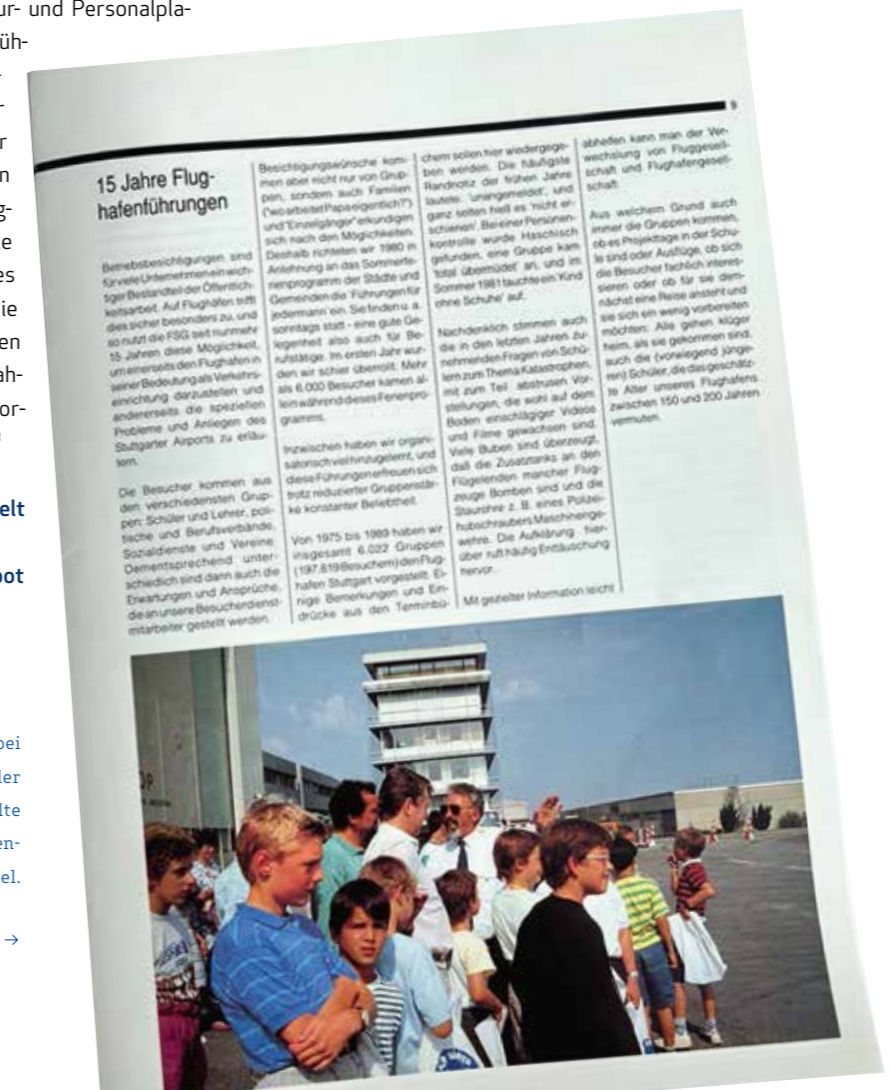 ur- und Personalpla-
üh-
r
r
n
g-
e
es
ie
en
ah-
or-
elt
bot
bei
ler
lte
en-
el.
→
9
15 Jahre Flug-
hafenführungen
Betriebsbesichtigungen sind
für viele Unternehmen ein wich-
tiger Bestandteil der Öffentlich-
keitsarbeit. Auf Flughäfen trifft
dies sicher besonders zu, und
so nutzt die FSG seit nunmehr
15 Jahren diese Möglichkeit,
um einerseits den Flughafen in
seiner Bedeutung als Verkehrs-
einrichtung darzustellen und
andererseits die speziellen
Probleme und Anliegen des
Stuttgarter Airports zu erläu-
tern.
Die Besucher kommen aus
den verschiedensten Grup-
pen: Schüler und Lehrer, poli-
tische und Berufsverbände,
Sozialdienste und Vereine.
Dementsprechend unter-
schiedlich sind dann auch die
Erwartungen und Ansprüche,
die an unsere Besucherdienst-
mitarbeiter gestellt werden.
Besichtigungswünsche kom-
men aber nicht nur von Grup-
pen, sondern auch Familien
("wo arbeitet Papa eigentlich?")
und "Einzelgänger" erkundigen
sich nach den Möglichkeiten.
Deshalb richteten wir 1980 in
Anlehnung an das Sommerfe-
rienprogramm der Städte und
Gemeinden die 'Führungen für
jedermann' ein. Sie finden u. a.
sonntags statt - eine gute Ge-
legenheit also auch für Be-
rufstätige. Im ersten Jahr wur-
den wir schier überrollt. Mehr
als 6.000 Besucher kamen al-
lein während dieses Ferienpro-
gramms.
Inzwischen haben wir organi-
satorisch viel hinzugelernt, und
diese Führungen erfreuen sich
trotz reduzierter Gruppenstär-
ke konstanter Beliebtheit.
Von 1975 bis 1989 haben wir
insgesamt 6.022 Gruppen
(197.619 Besuchern) den Flug-
hafen Stuttgart vorgestellt. Ei-
nige Bemerkungen und Ein-
drücke aus den Terminbü-
chern sollen hier wiedergege-
ben werden. Die häufigste
Randnotiz der frühen Jahre
lautete: 'unangemeldet', und
ganz selten hieß es 'nicht er-
schienen'. Bei einer Personen-
kontrolle wurde Haschisch
gefunden, eine Gruppe kam
'total übermüdet' an, und im
Sommer 1981 tauchte ein 'Kind
ohne Schuhe' auf.
Nachdenklich stimmen auch
die in den letzten Jahren zu-
nehmenden Fragen von Schü-
lern zum Thema Katastrophen,
mit zum Teil abstrusen Vor-
stellungen, die wohl auf dem
Boden einschlägiger Videos
und Filme gewachsen sind.
Viele Buben sind überzeugt,
daß die Zusatztanks an den
Flügelenden mancher Flug-
zeuge Bomben sind und die
Staurohre z. B. eines Polizei-
hubschraubers Maschinenge-
wehre. Die Aufklärung hier-
über ruft häufig Enttäuschung
hervor.
Mit gezielter Information leicht
abhelfen kann man der Ver-
wechslung von Fluggesell-
schaft und Flughafengesell-
schaft.
Aus welchem Grund auch
immer die Gruppen kommen,
ob es Projekttage in der Schu-
le sind oder Ausflüge, ob sich
die Besucher fachlich interes-
sieren oder ob für sie dem-
nächst eine Reise ansteht und
sie sich ein wenig vorbereiten
möchten: Alle gehen klüger
heim, als sie gekommen sind,
auch die (vorwiegend jünge-
ren) Schüler, die das geschätz-
te Alter unseres Flughafens
zwischen 150 und 200 Jahren
vermuten.